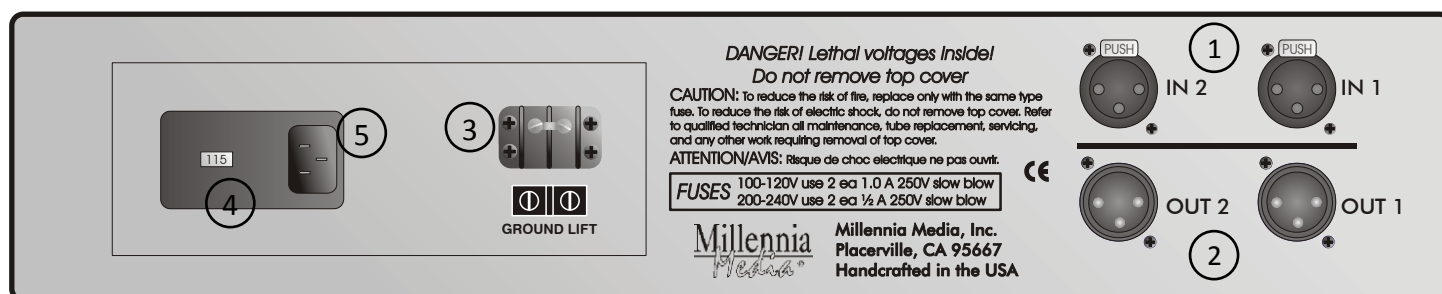 115
5
4
3
GROUND LIFT
DANGER! Lethal voltages inside!
Do not remove top cover
CAUTION: To reduce the risk of fire, replace only with the same type
fuse. To reduce the risk of electric shock, do not remove top cover. Refer
to qualified technician all maintenance, tube replacement, servicing,
and any other work requiring removal of top cover.
ATTENTION/AVIS: Risque de choc electrique ne pas ouvrir.
CE
FUSES
100-120V use 2 ea 1.0 A 250V slow blow
200-240V use 2 ea ½ A 250V slow blow
Millennia
Media®
Millennia Media, Inc.
Placerville, CA 95667
Handcrafted in the USA
PUSH
1
PUSH
IN 2
IN 1
OUT 2
OUT 1
2